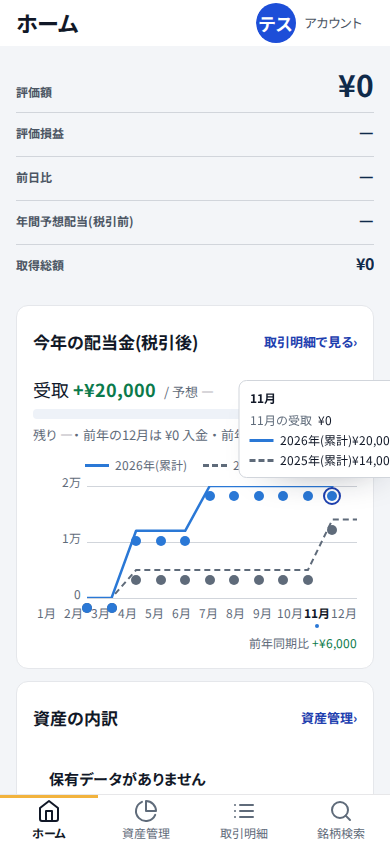 ホーム
テス アカウント
評価額 ¥0
評価損益 —
前日比 —
年間予想配当(税引前) —
取得総額 ¥0
今年の配当金(税引後) 取引明細で見る›
受取 +¥20,000 / 予想 —
残り —・前年の12月は ¥0 入金・前年
11月
11月の受取 ¥0
2026年(累計)¥20,00
2025年(累計)¥14,00
2026年(累計) 2
2万
1万
0
1月 2月 3月 4月 5月 6月 7月 8月 9月 10月 11月 12月
前年同期比 +¥6,000
資産の内訳 資産管理›
保有データがありません
ホーム 資産管理 取引明細 銘柄検索